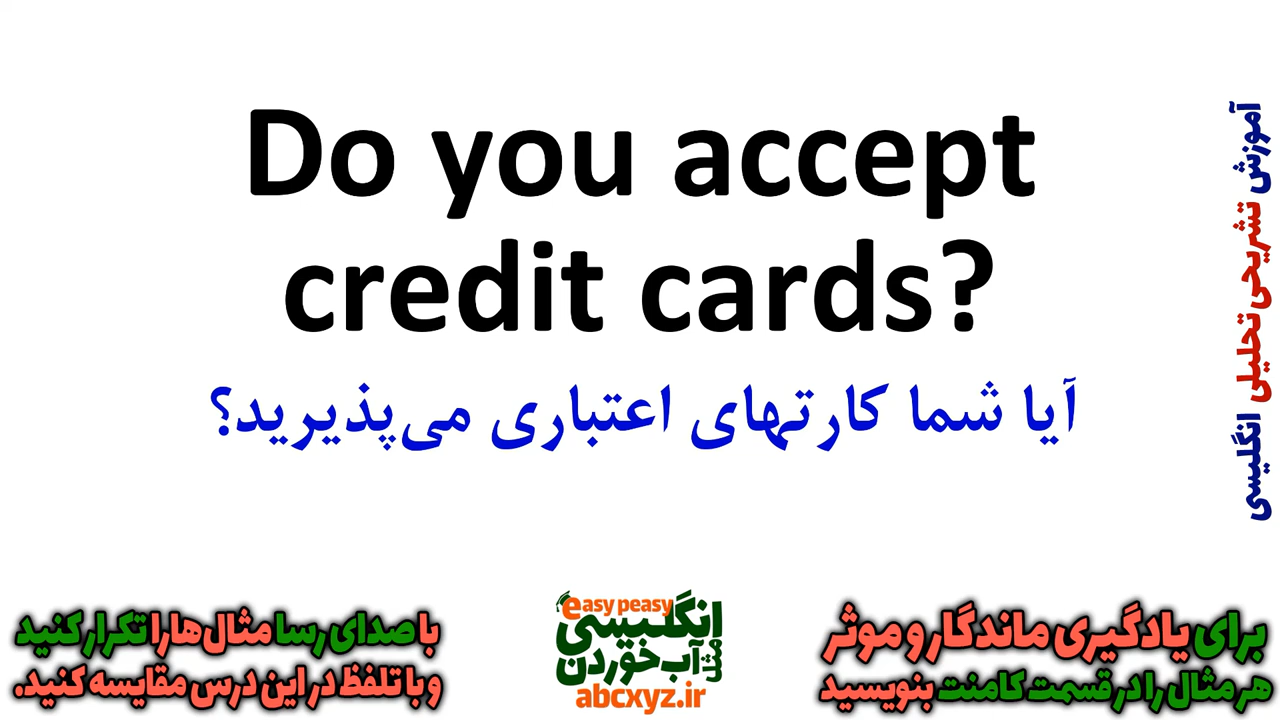 Do you accept
credit cards?
آیا شما کارتهای اعتباری می‌پذیرید؟
آموزش تشریحی تحلیلی انگلیسی
برای یادگیری ماندگار و موثر
هر مثال را در قسمت کامنت بنویسید
easy peasy
انگلیسی
مثل آب خوردن
abcxyz.ir
با صدای رسا مثال‌ها را تکرار کنید
و با تلفظ در این درس مقایسه کنید.